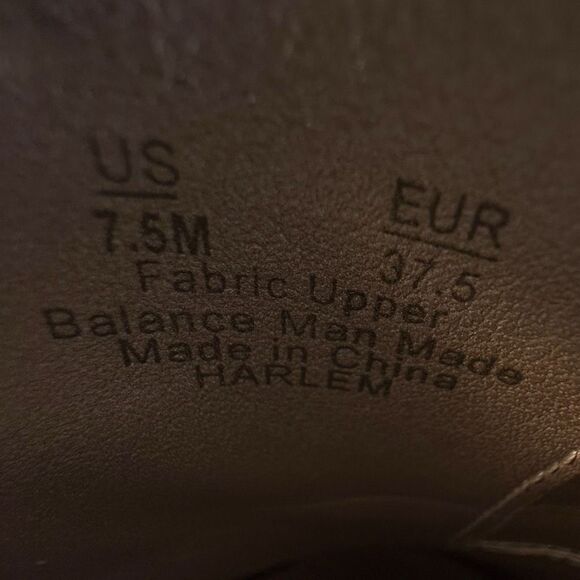 US EUR
7.5M 37.5
Fabric Upper
Balance Man Made
Made in China
HARLEM